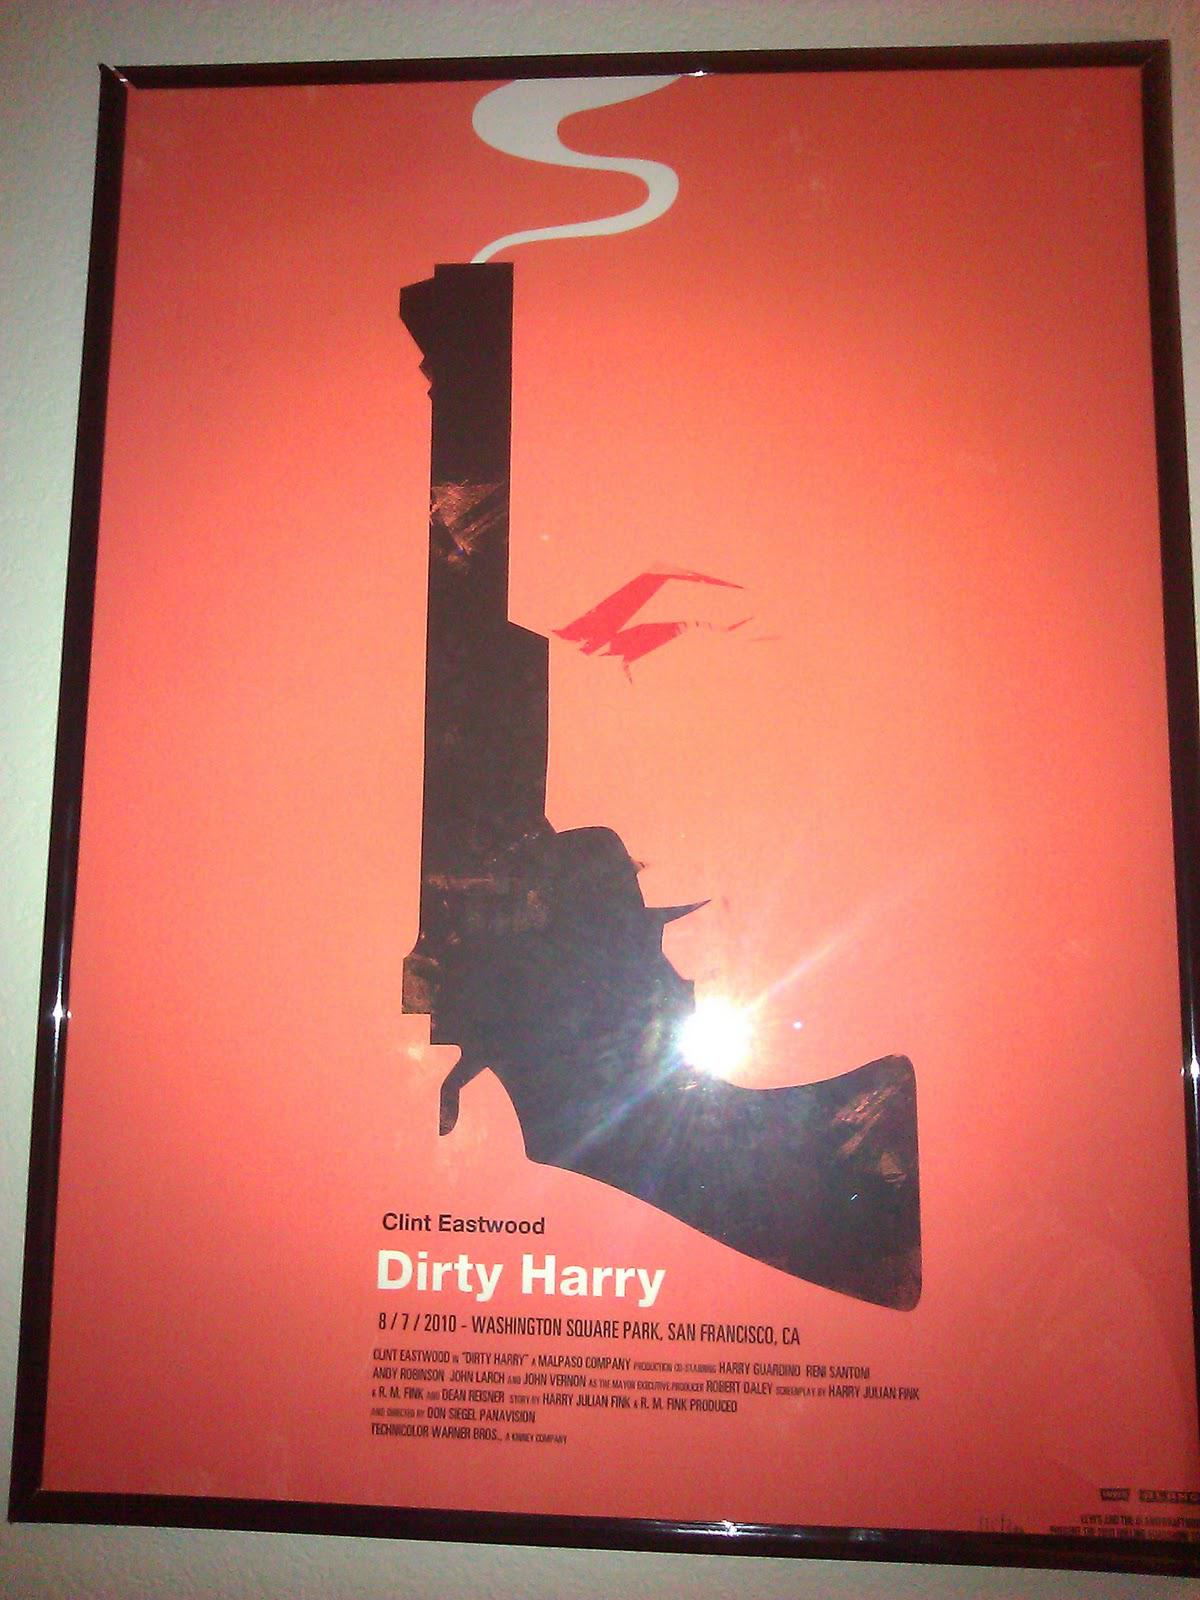 Clint Eastwood
Dirty Harry
8 / 7 / 2010 - WASHINGTON SQUARE PARK, SAN FRANCISCO, CA
CLINT EASTWOOD IN "DIRTY HARRY" A MALPASO COMPANY PRODUCTION CO-STARRING HARRY GUARDINO RENI SANTONI
ANDY ROBINSON JOHN LARCH AND JOHN VERNON AS THE MAYOR EXECUTIVE PRODUCER ROBERT DALEY SCREENPLAY BY HARRY JULIAN FINK
& R. M. FINK AND DEAN REISNER STORY BY HARRY JULIAN FINK & R. M. FINK PRODUCED
AND DIRECTED BY DON SIEGEL PANAVISION
TECHNICOLOR WARNER BROS., A KINNEY COMPANY